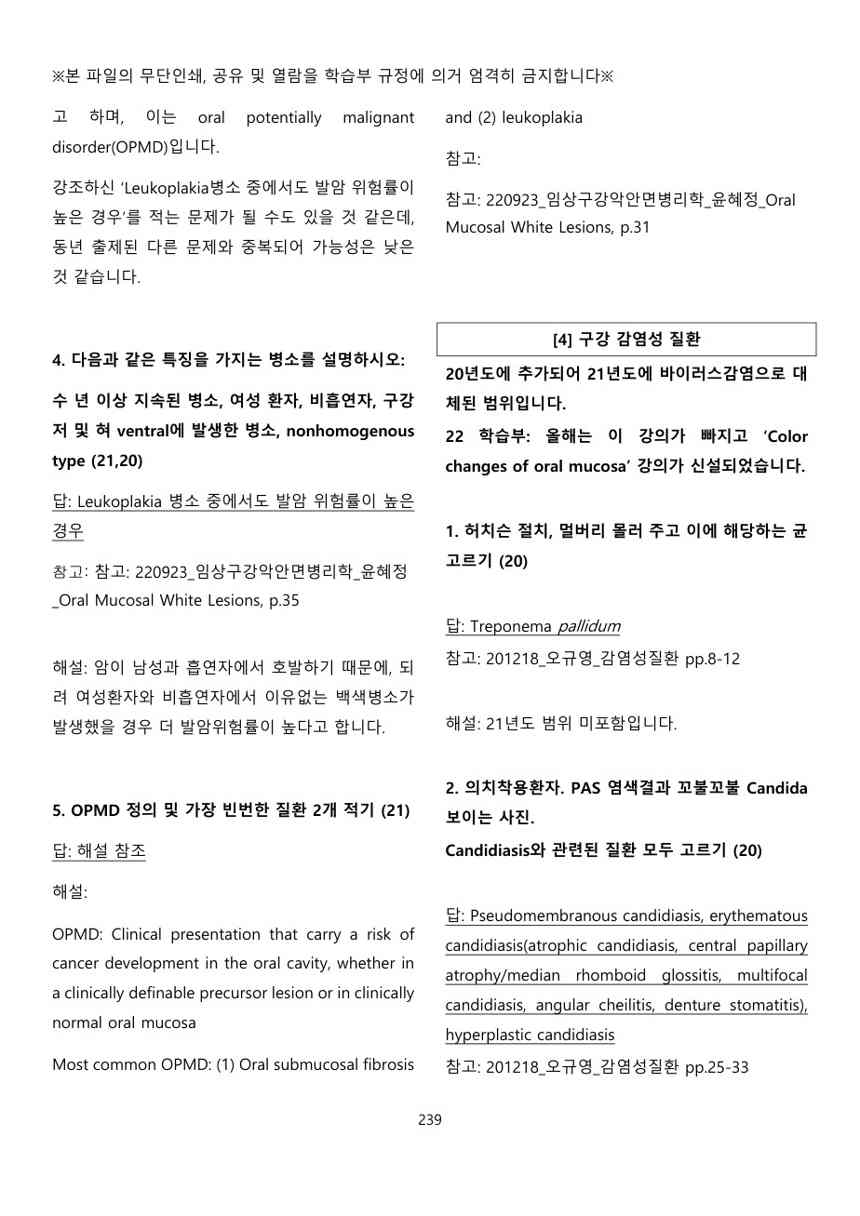 ※본 파일의 무단인쇄, 공유 및 열람을 학습부 규정에 의거 엄격히 금지합니다※
고 하며, 이는 oral potentially malignant
disorder(OPMD)입니다.
강조하신 ‘Leukoplakia병소 중에서도 발암 위험률이
높은 경우’를 적는 문제가 될 수도 있을 것 같은데,
동년 출제된 다른 문제와 중복되어 가능성은 낮은
것 같습니다.
4. 다음과 같은 특징을 가지는 병소를 설명하시오:
수 년 이상 지속된 병소, 여성 환자, 비흡연자, 구강
저 및 혀 ventral에 발생한 병소, nonhomogenous
type (21,20)
답: Leukoplakia 병소 중에서도 발암 위험률이 높은
경우
참고: 참고: 220923_임상구강악안면병리학_윤혜정
_Oral Mucosal White Lesions, p.35
해설: 암이 남성과 흡연자에서 호발하기 때문에, 되
려 여성환자와 비흡연자에서 이유없는 백색병소가
발생했을 경우 더 발암위험률이 높다고 합니다.
5. OPMD 정의 및 가장 빈번한 질환 2개 적기 (21)
답: 해설 참조
해설:
OPMD: Clinical presentation that carry a risk of
cancer development in the oral cavity, whether in
a clinically definable precursor lesion or in clinically
normal oral mucosa
Most common OPMD: (1) Oral submucosal fibrosis
and (2) leukoplakia
참고:
참고: 220923_임상구강악안면병리학_윤혜정_Oral
Mucosal White Lesions, p.31
[4] 구강 감염성 질환
20년도에 추가되어 21년도에 바이러스감염으로 대
체된 범위입니다.
22 학습부: 올해는 이 강의가 빠지고 ‘Color
changes of oral mucosa’ 강의가 신설되었습니다.
1. 허치슨 절치, 멀버리 몰러 주고 이에 해당하는 균
고르기 (20)
답: Treponema pallidum
참고: 201218_오규영_감염성질환 pp.8-12
해설: 21년도 범위 미포함입니다.
2. 의치착용환자. PAS 염색결과 꼬불꼬불 Candida
보이는 사진.
Candidiasis와 관련된 질환 모두 고르기 (20)
답: Pseudomembranous candidiasis, erythematous
candidiasis(atrophic candidiasis, central papillary
atrophy/median rhomboid glossitis, multifocal
candidiasis, angular cheilitis, denture stomatitis),
hyperplastic candidiasis
참고: 201218_오규영_감염성질환 pp.25-33
239